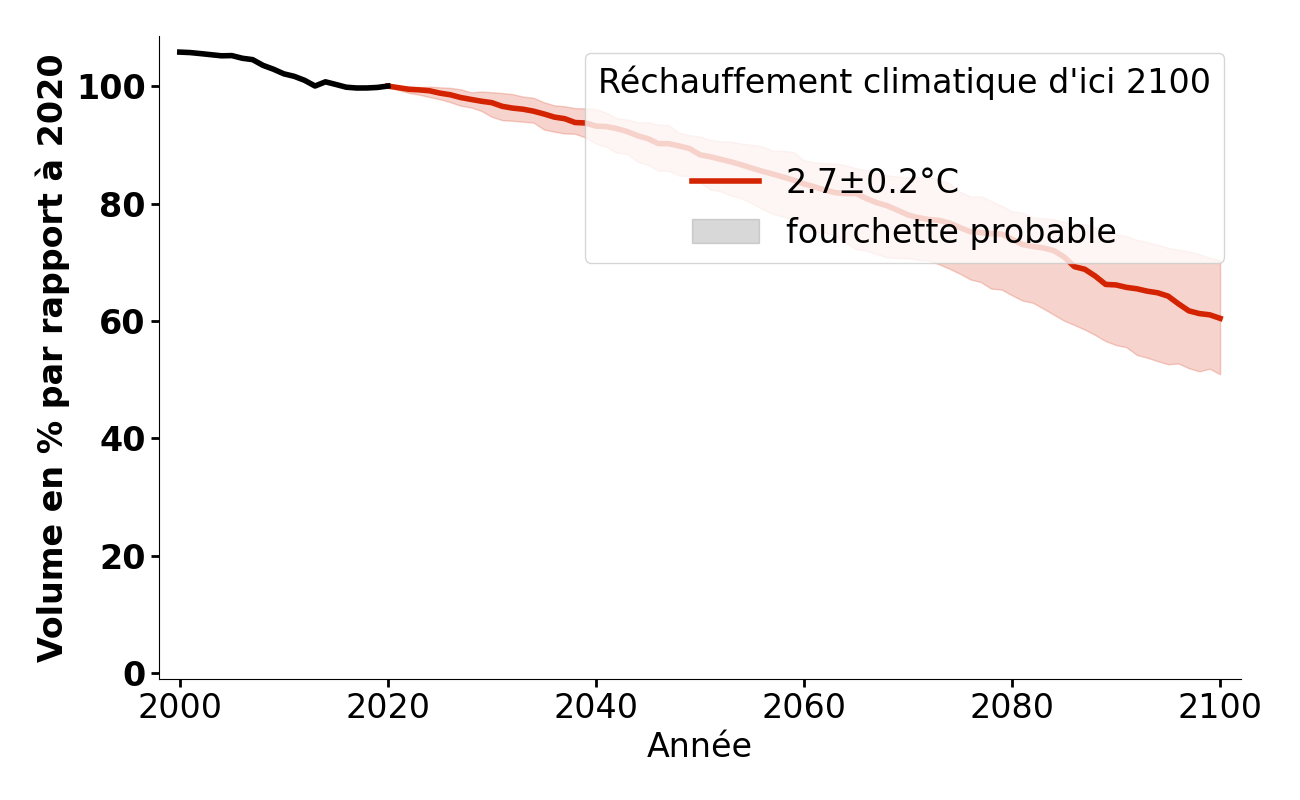 Volume en % par rapport à 2020
100
80
60
40
20
0
Réchauffement climatique d'ici 2100
2.7±0.2°C
fourchette probable
2000 2020 2040 2060 2080 2100
Année